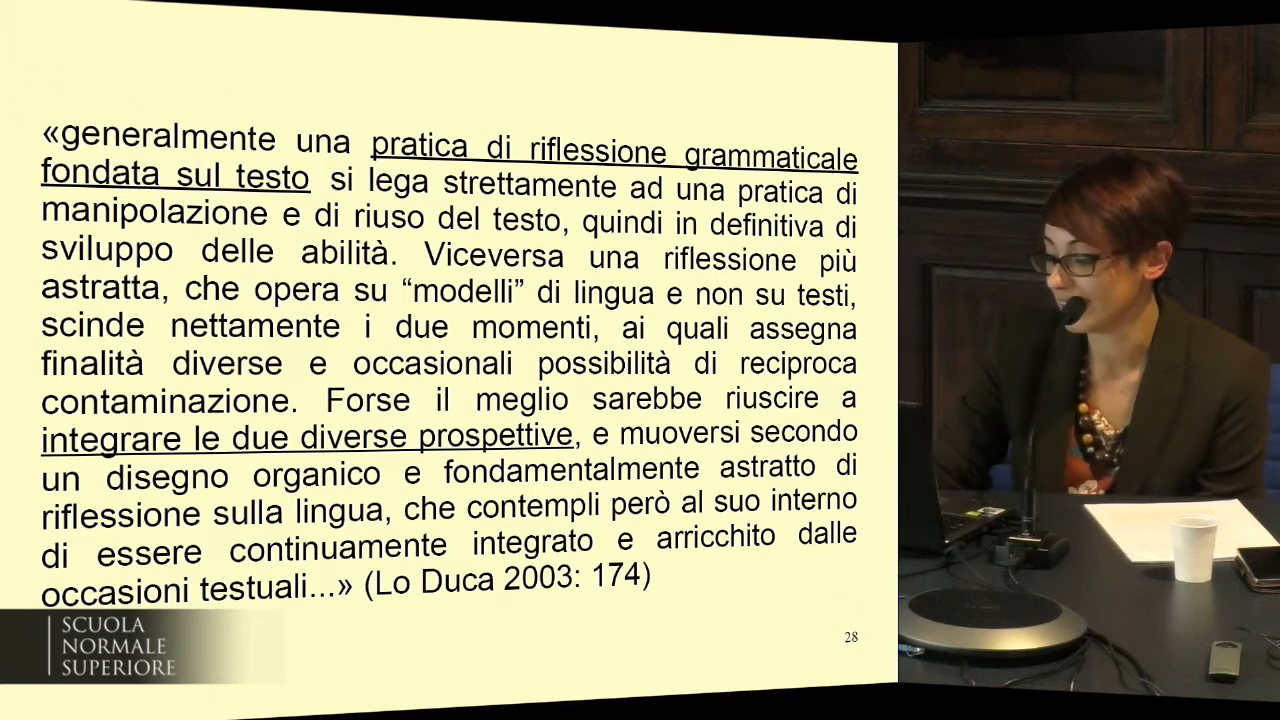 «generalmente una pratica di riflessione grammaticale
fondata sul testo si lega strettamente ad una pratica di
manipolazione e di riuso del testo, quindi in definitiva di
sviluppo delle abilità. Viceversa una riflessione più
astratta, che opera su “modelli” di lingua e non su testi,
scinde nettamente i due momenti, ai quali assegna
finalità diverse e occasionali possibilità di reciproca
contaminazione. Forse il meglio sarebbe riuscire a
integrare le due diverse prospettive, e muoversi secondo
un disegno organico e fondamentalmente astratto di
riflessione sulla lingua, che contempli però al suo interno
di essere continuamente integrato e arricchito dalle
occasioni testuali...» (Lo Duca 2003: 174)
28
SCUOLA
NORMALE
SUPERIORE